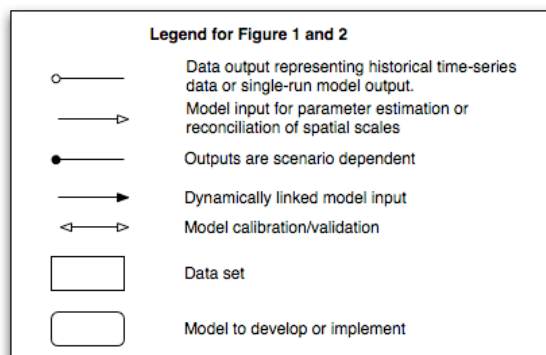 Legend for Figure 1 and 2
Data output representing historical time-series
data or single-run model output.
Model input for parameter estimation or
reconciliation of spatial scales
Outputs are scenario dependent
Dynamically linked model input
Model calibration/validation
Data set
Model to develop or implement